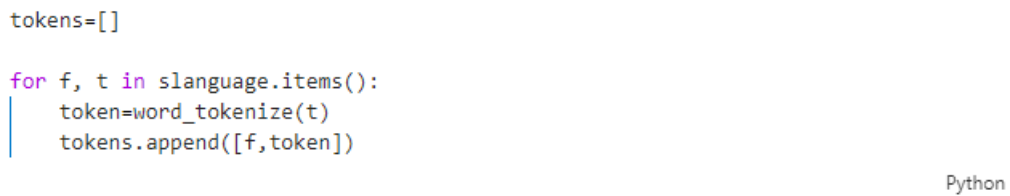 tokens=[]
for f, t in slanguage.items():
    token=word_tokenize(t)
    tokens.append([f,token])
Python